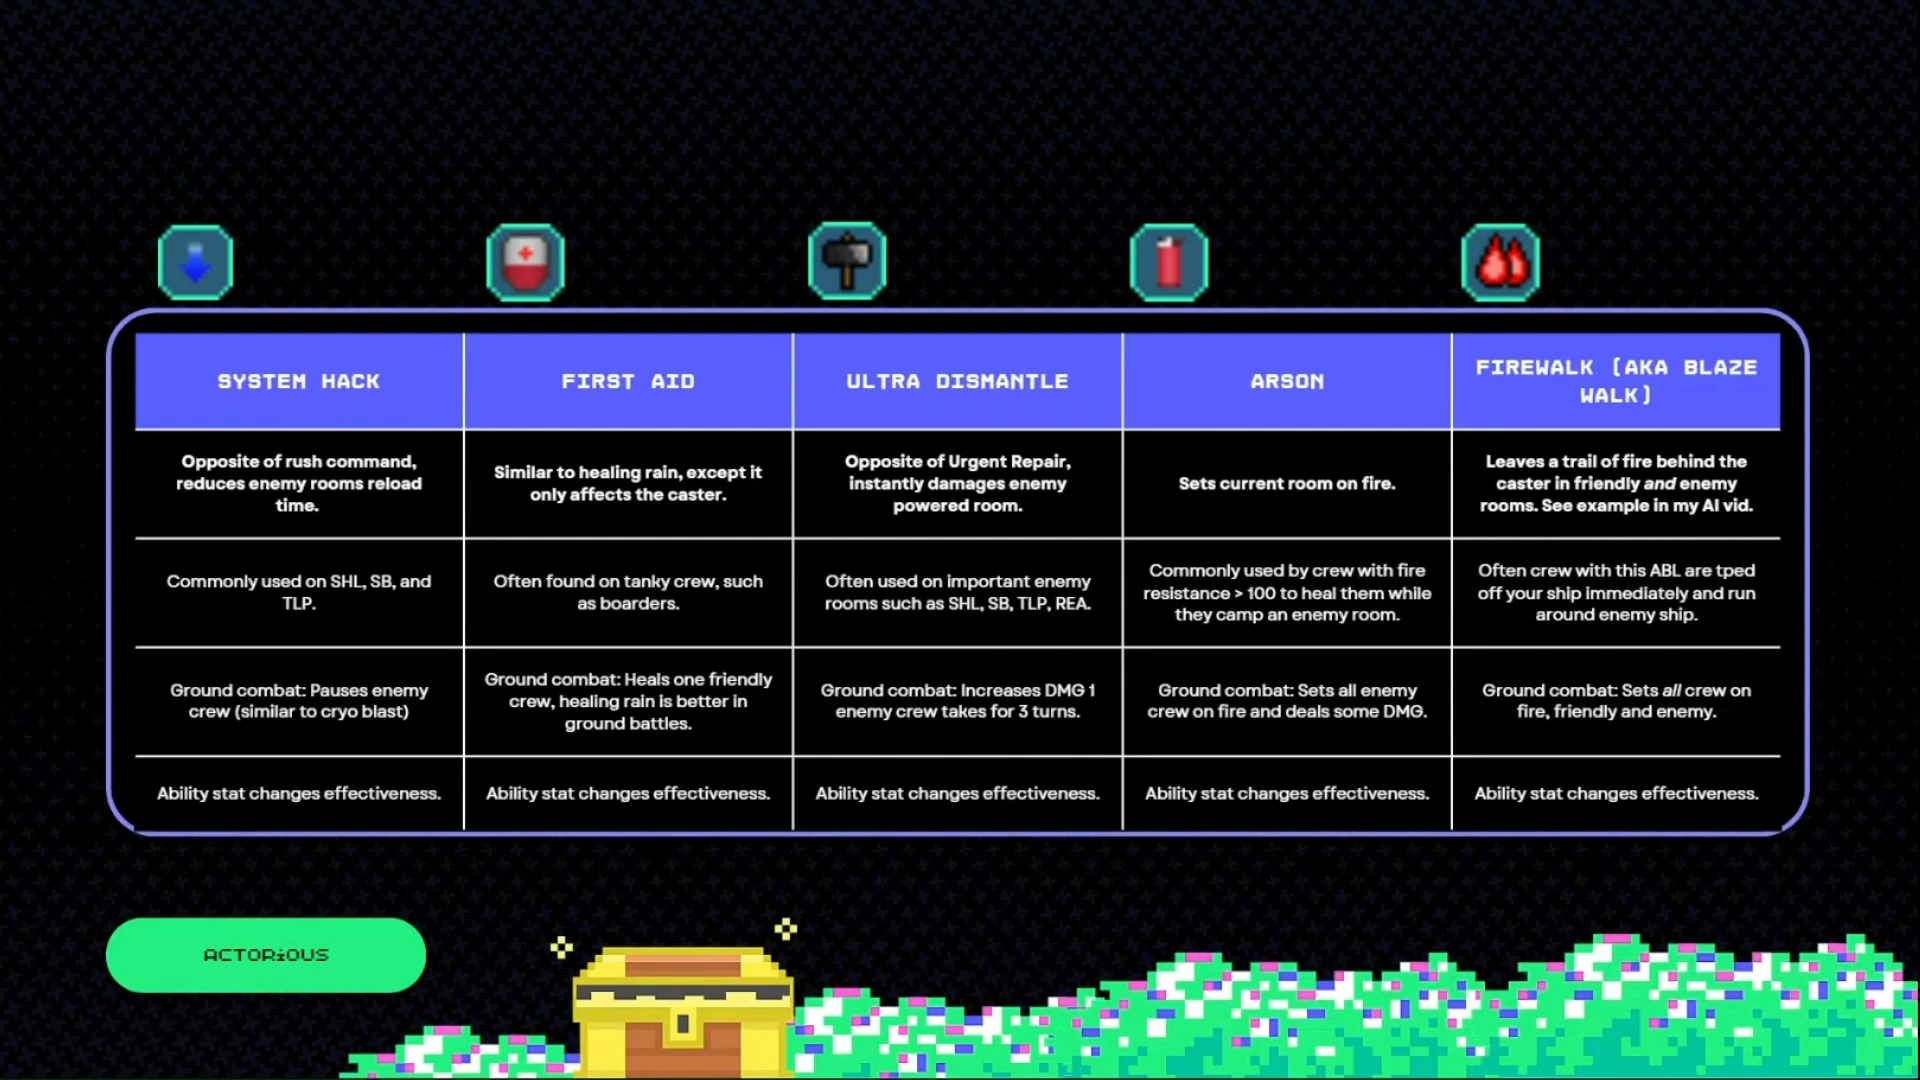 SYSTEM HACK
FIRST AID
ULTRA DISMANTLE
ARSON
FIREWALK (AKA BLAZE
WALK)
Opposite of rush command,
reduces enemy rooms reload
time.
Similar to healing rain, except it
only affects the caster.
Opposite of Urgent Repair,
instantly damages enemy
powered room.
Sets current room on fire.
Leaves a trail of fire behind the
caster in friendly and enemy
rooms. See example in my AI vid.
Commonly used on SHL, SB, and
TLP.
Often found on tanky crew, such
as boarders.
Often used on important enemy
rooms such as SHL, SB, TLP, REA.
Commonly used by crew with fire
resistance > 100 to heal them while
they camp an enemy room.
Often crew with this ABL are tped
off your ship immediately and run
around enemy ship.
Ground combat: Pauses enemy
crew (similar to cryo blast)
Ground combat: Heals one friendly
crew, healing rain is better in
ground battles.
Ground combat: Increases DMG 1
enemy crew takes for 3 turns.
Ground combat: Sets all enemy
crew on fire and deals some DMG.
Ground combat: Sets all crew on
fire, friendly and enemy.
Ability stat changes effectiveness.
Ability stat changes effectiveness.
Ability stat changes effectiveness.
Ability stat changes effectiveness.
Ability stat changes effectiveness.
ACTORiOUS